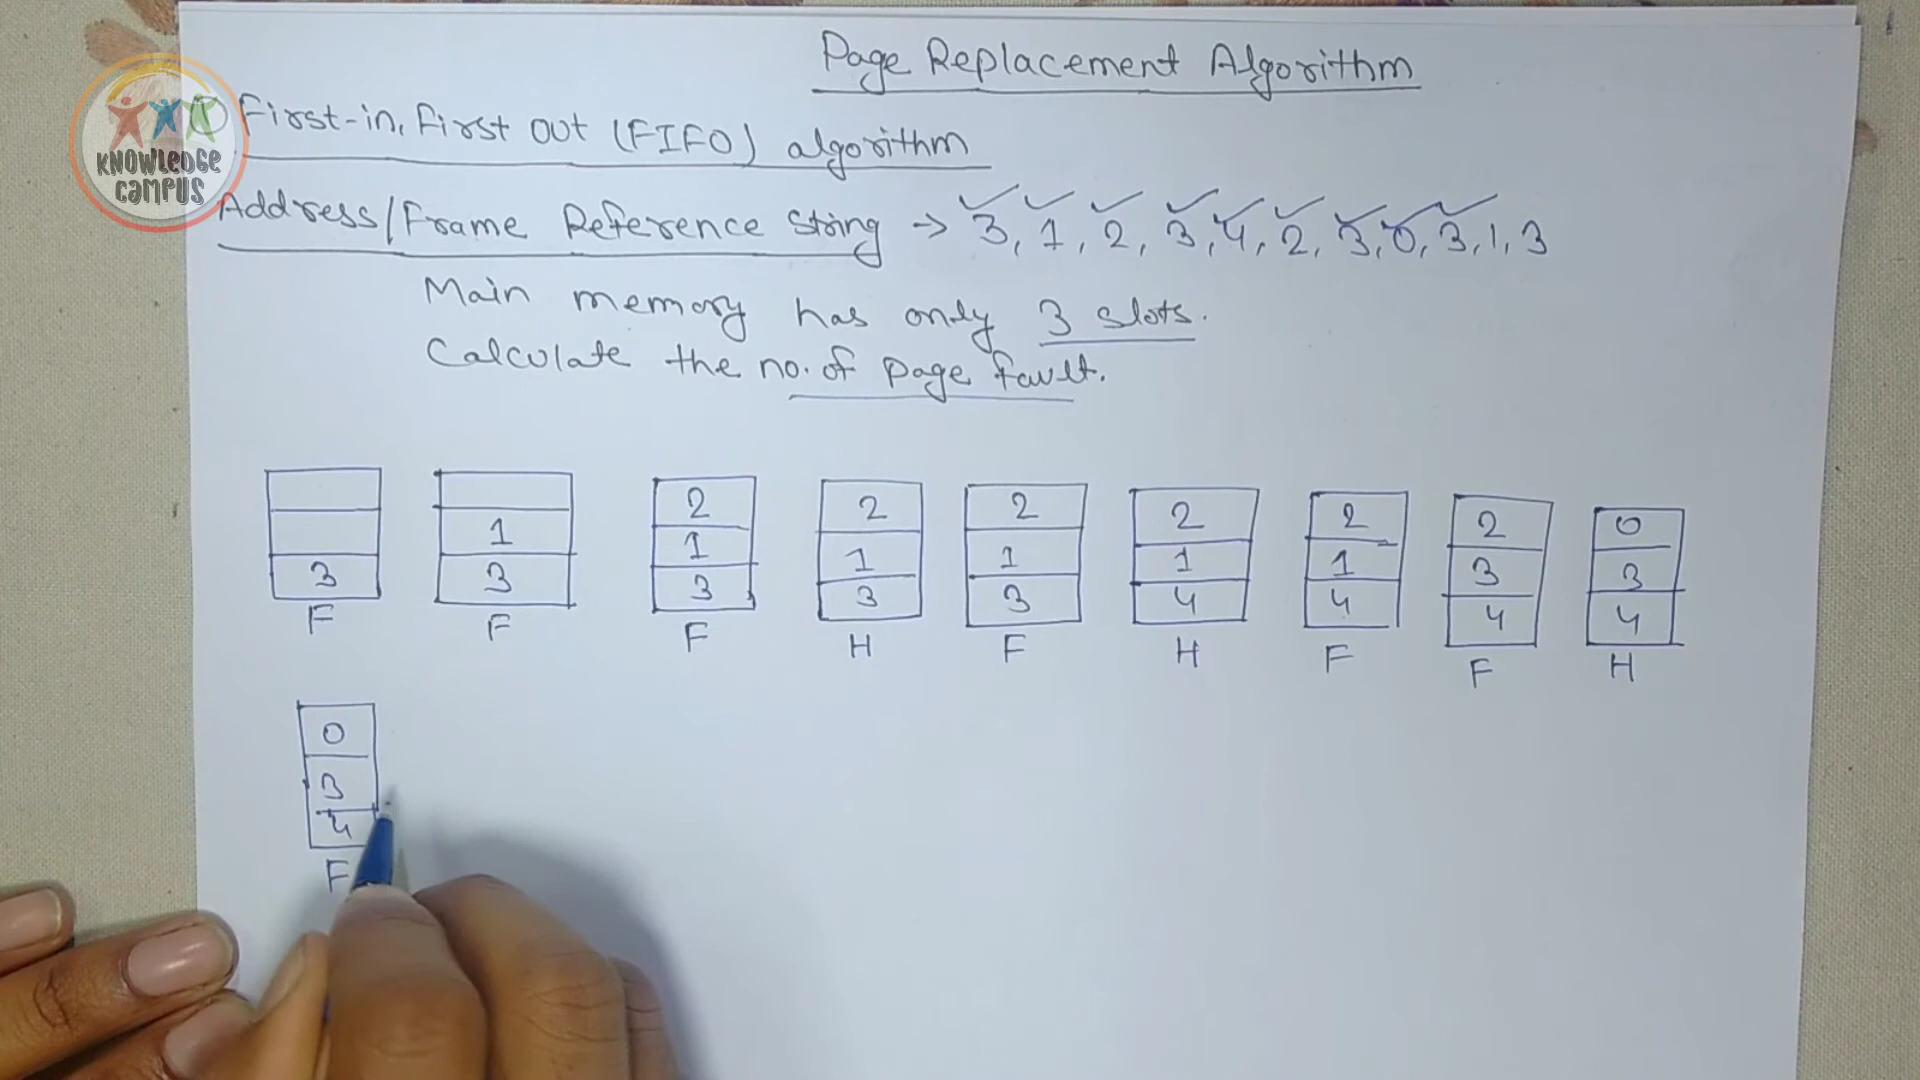 Page Replacement Algorithm
KNOWLEDGE
CAMPUS
① First-in, First out (FIFO) algorithm
Address/Frame Reference String → 3, 1, 2, 3, 4, 2, 3, 0, 3, 1, 3
Main memory has only 3 slots.
Calculate the no. of page fault.
2 2 2 2 2 2 0
1 1 1 1 1 1 3 3
3 3 3 3 3 4 4 4 4
F F F H F H F F H
0
3
4
F